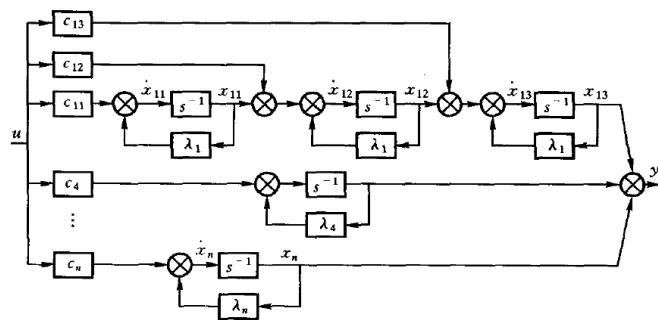 c₁₃
c₁₂
c₁₁ ẋ₁₁ s⁻¹ x₁₁ ẋ₁₂ s⁻¹ x₁₂ ẋ₁₃ s⁻¹ x₁₃
λ₁ λ₁ λ₁
u
c₄ s⁻¹ y
λ₄
⋮
cₙ ẋₙ s⁻¹ xₙ
λₙ